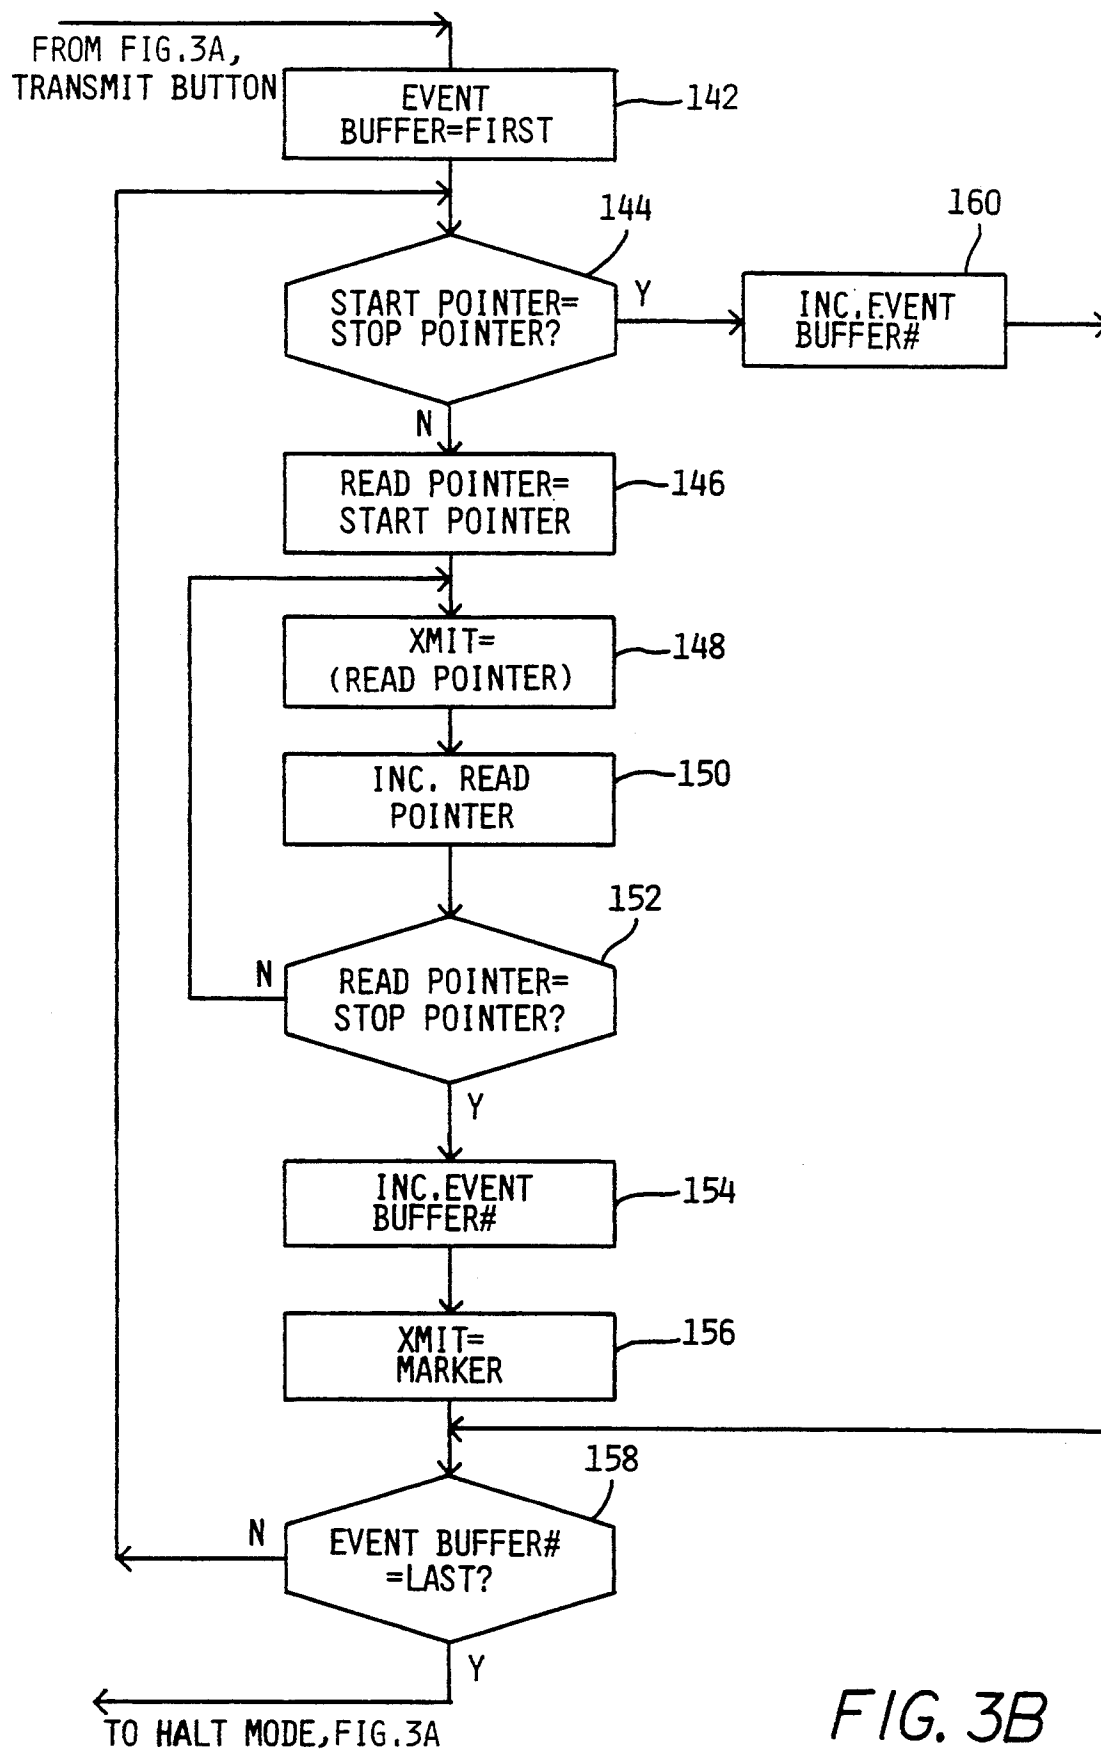 FROM FIG.3A,
TRANSMIT BUTTON
EVENT
BUFFER=FIRST
142
144
START POINTER=
STOP POINTER?
Y
160
INC.EVENT
BUFFER#
N
READ POINTER=
START POINTER
146
XMIT=
(READ POINTER)
148
INC. READ
POINTER
150
152
READ POINTER=
STOP POINTER?
N
Y
INC.EVENT
BUFFER#
154
XMIT=
MARKER
156
158
EVENT BUFFER#
=LAST?
N
Y
TO HALT MODE,FIG.3A
FIG. 3B